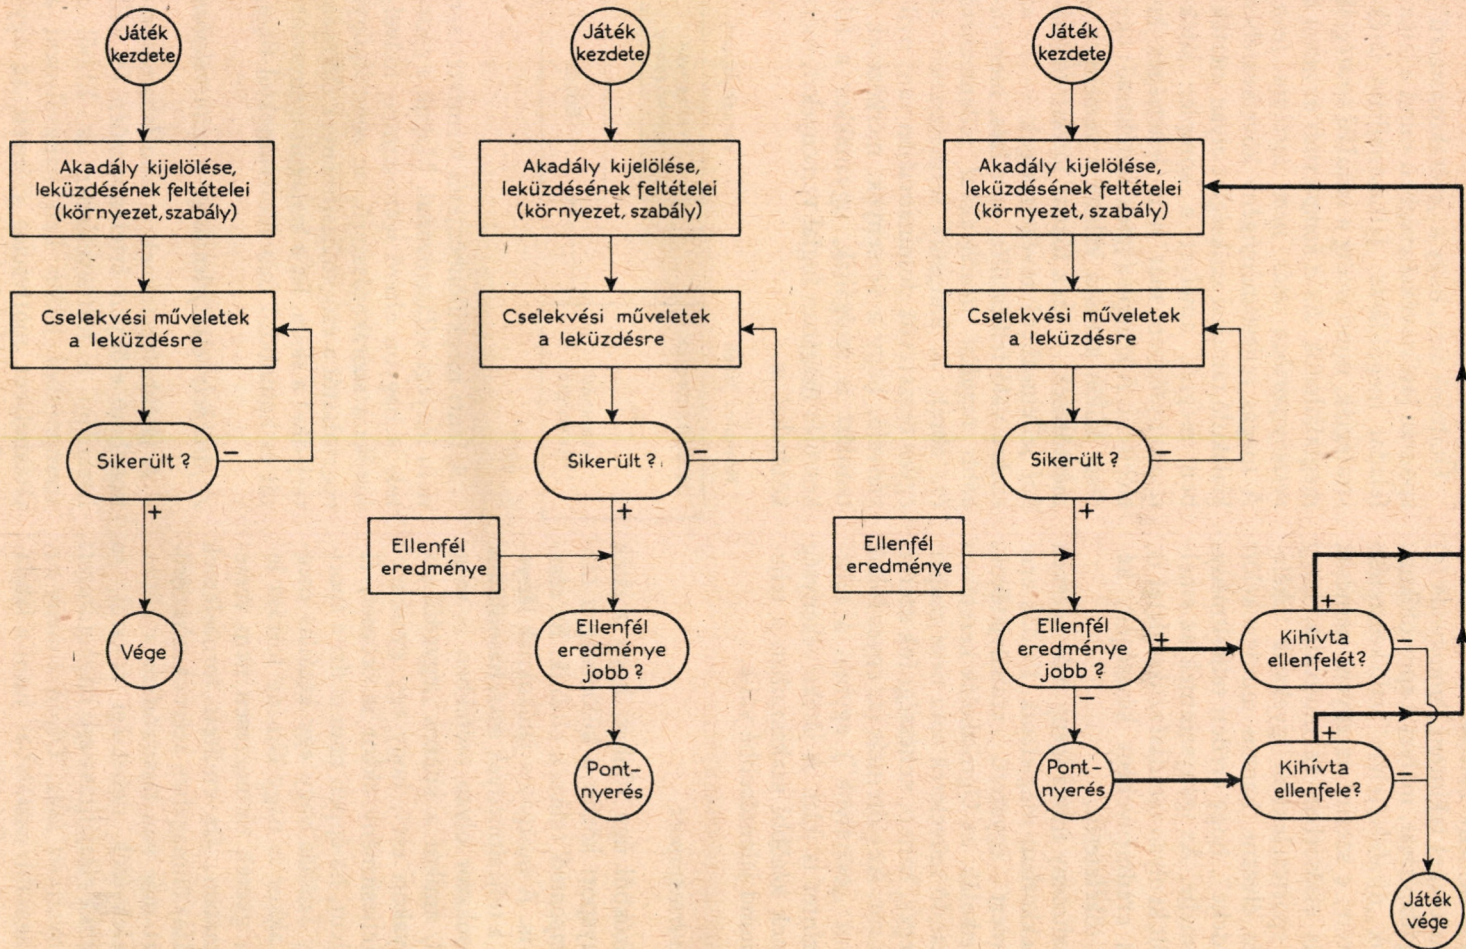 Játék
kezdete
Akadály kijelölése,
leküzdésének feltételei
(környezet, szabály)
Cselekvési műveletek
a leküzdésre
Sikerült?
−
+
Vége
Játék
kezdete
Akadály kijelölése,
leküzdésének feltételei
(környezet, szabály)
Cselekvési műveletek
a leküzdésre
Sikerült?
−
+
Ellenfél
eredménye
Ellenfél
eredménye
jobb?
Pont-
nyerés
Játék
kezdete
Akadály kijelölése,
leküzdésének feltételei
(környezet, szabály)
Cselekvési műveletek
a leküzdésre
Sikerült?
−
+
Ellenfél
eredménye
Ellenfél
eredménye
jobb?
+
−
Kihívta
ellenfelét?
+
−
Pont-
nyerés
Kihívta
ellenfele?
+
−
Játék
vége